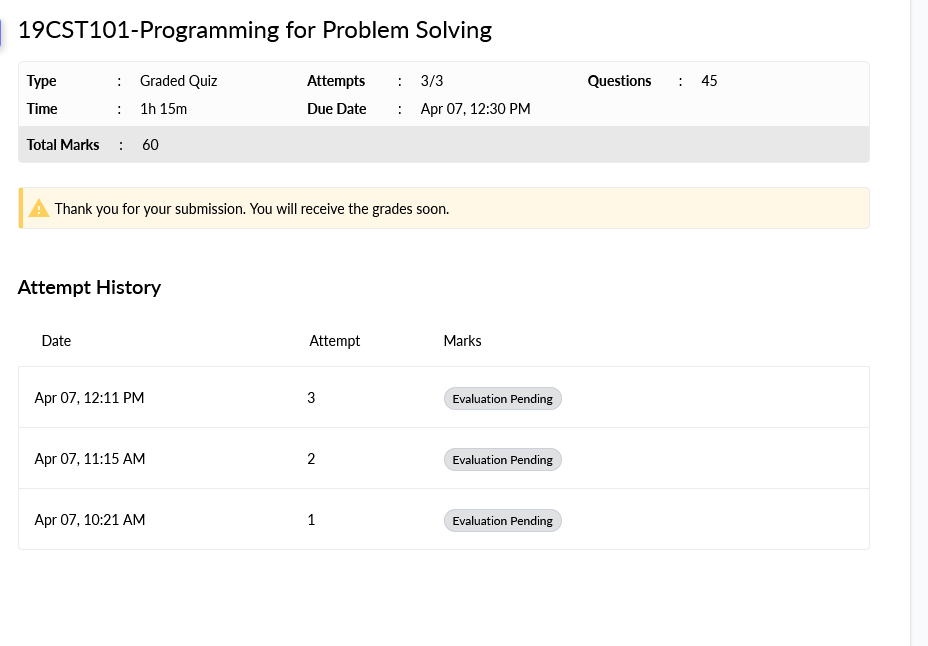 19CST101-Programming for Problem Solving
Type : Graded Quiz Attempts : 3/3 Questions : 45
Time : 1h 15m Due Date : Apr 07, 12:30 PM
Total Marks : 60
Thank you for your submission. You will receive the grades soon.
Attempt History
Date Attempt Marks
Apr 07, 12:11 PM 3 Evaluation Pending
Apr 07, 11:15 AM 2 Evaluation Pending
Apr 07, 10:21 AM 1 Evaluation Pending